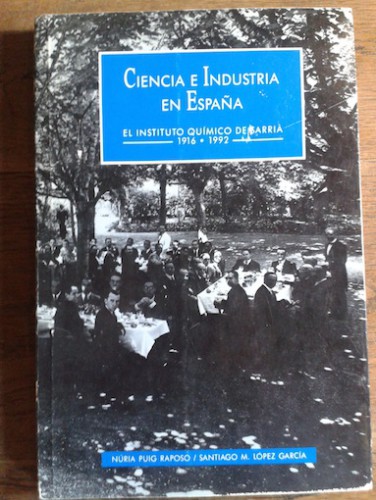 CIENCIA E INDUSTRIA
EN ESPAÑA
EL INSTITUTO QUÍMICO DE SARRIÀ
1916 • 1992
NÚRIA PUIG RAPOSO / SANTIAGO M. LÓPEZ GARCÍA